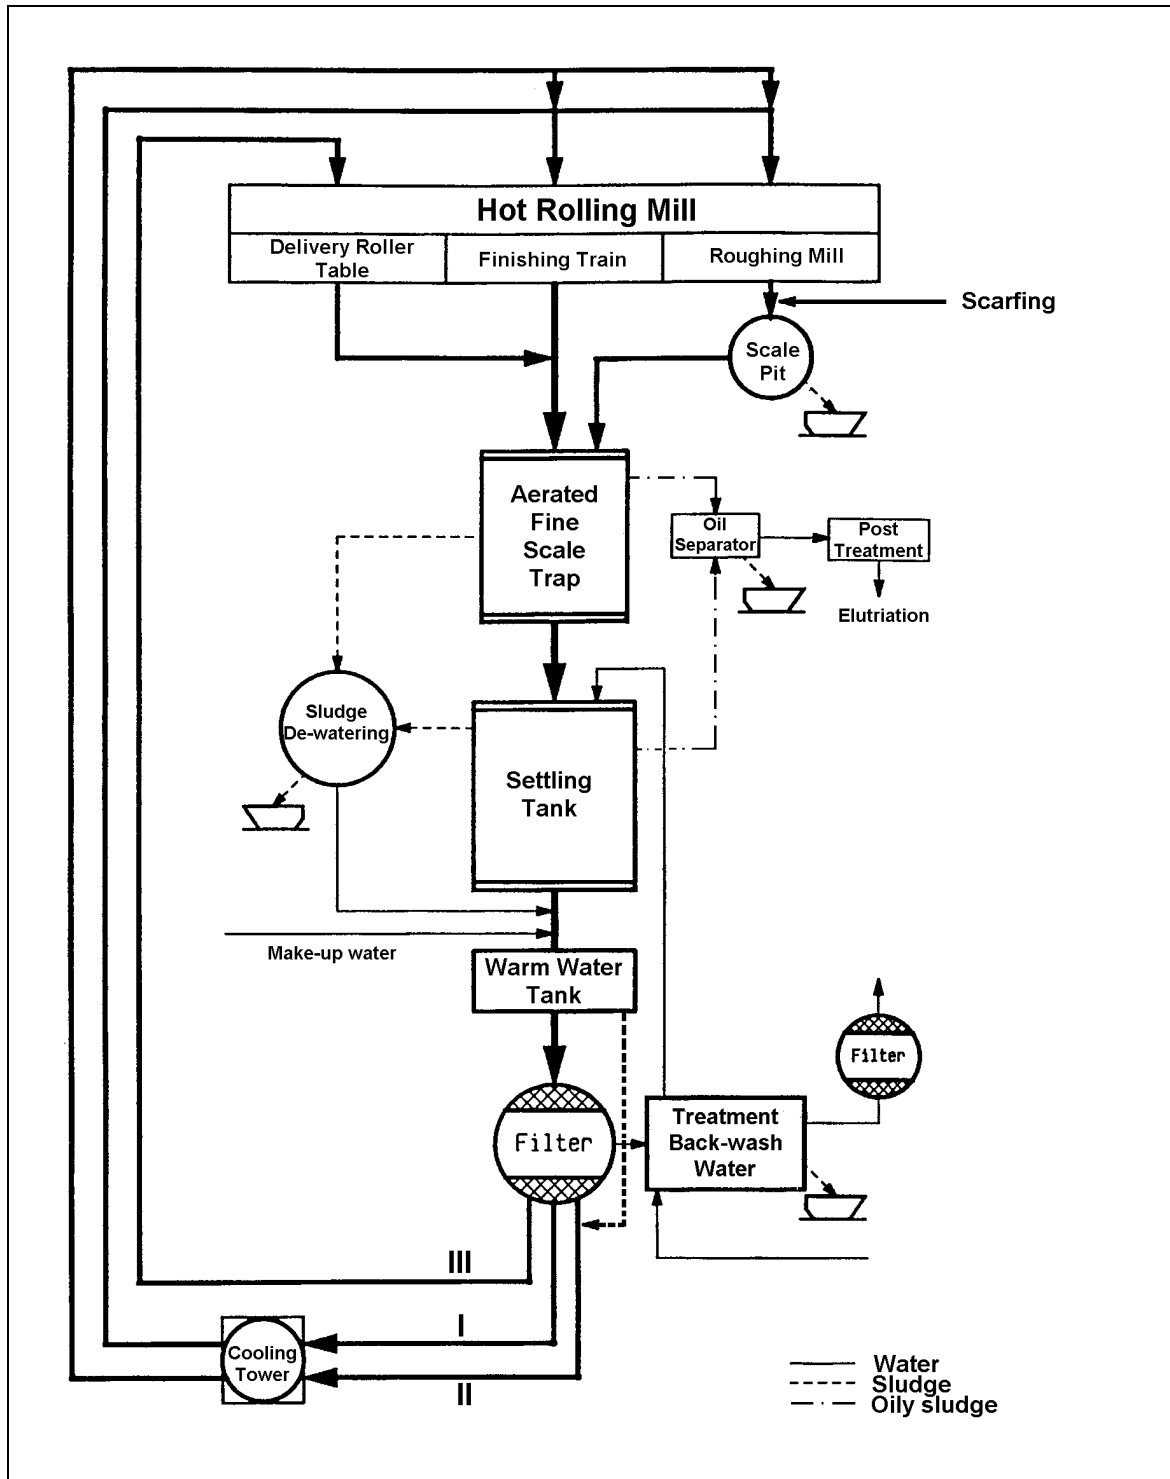 Hot Rolling Mill
Delivery Roller
Table
Finishing Train
Roughing Mill
Scarfing
Scale
Pit
Aerated
Fine
Scale
Trap
Oil
Separator
Post
Treatment
Elutriation
Sludge
De-watering
Settling
Tank
Make-up water
Warm Water
Tank
Filter
Filter
Treatment
Back-wash
Water
III
I
Cooling
Tower
II
Water
Sludge
Oily sludge